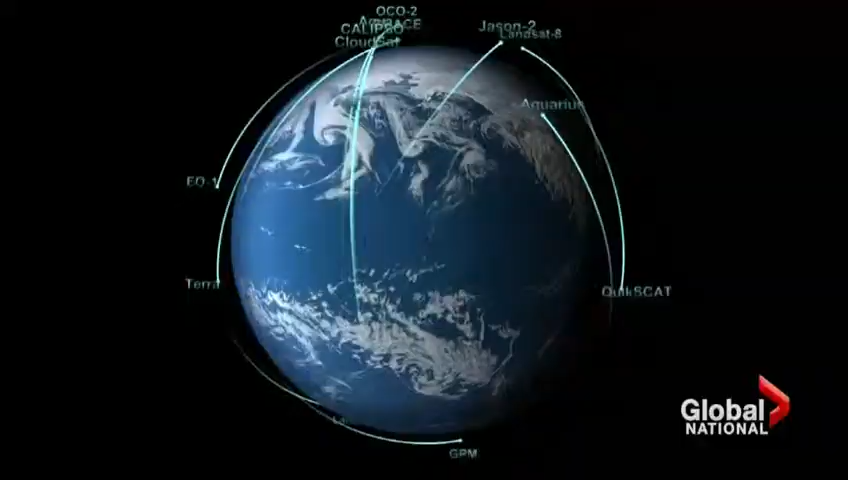 OCO-2
CALIPSO
CloudSat
Jason-2
Landsat-8
Aquarius
EO-1
Terra
QuikSCAT
GPM
Global
NATIONAL